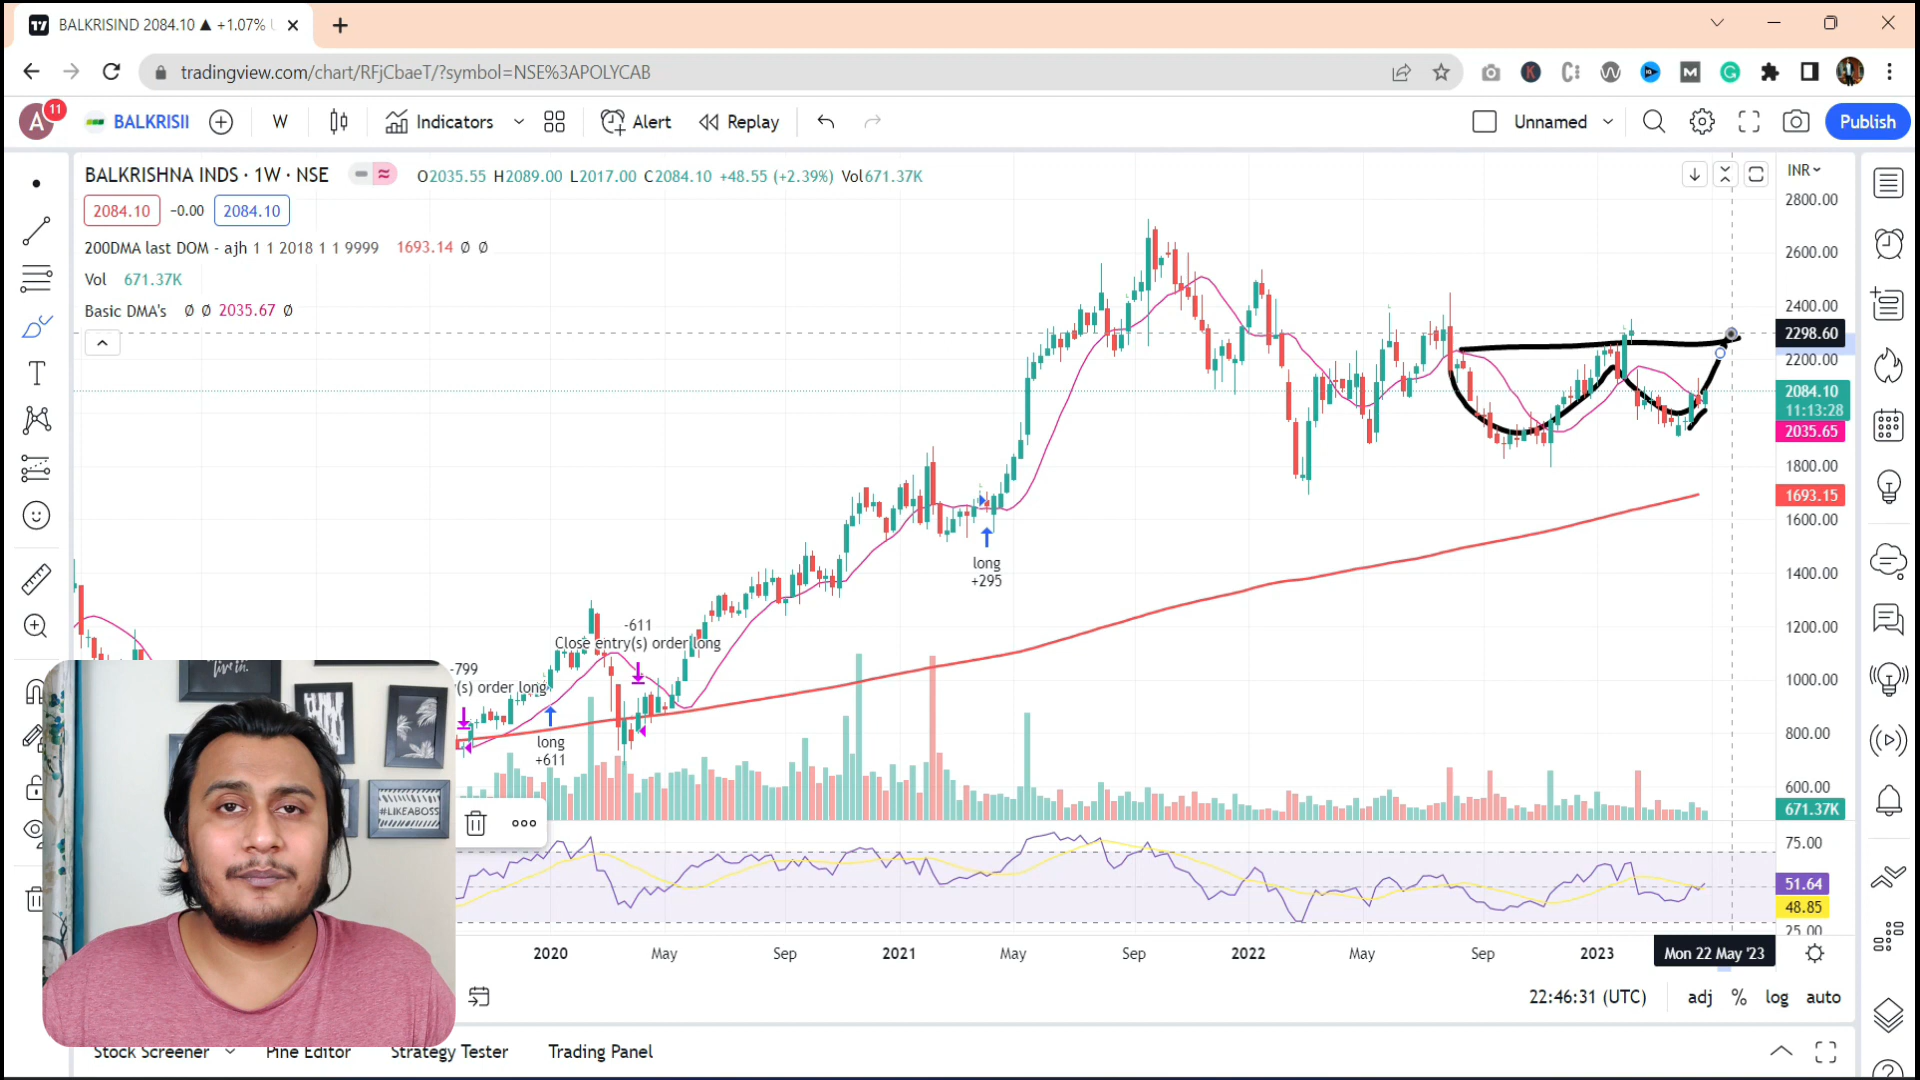 BALKRISIND 2084.10 ▲ +1.07%
tradingview.com/chart/RFjCbaeT/?symbol=NSE%3APOLYCAB
A 11 BALKRISII W Indicators Alert Replay Unnamed Publish
BALKRISHNA INDS · 1W · NSE O2035.55 H2089.00 L2017.00 C2084.10 +48.55 (+2.39%) Vol671.37K INR
2084.10 −0.00 2084.10
200DMA last DOM - ajh 1 1 2018 1 1 9999 1693.14 Ø Ø
Vol 671.37K
Basic DMA's Ø Ø 2035.67 Ø
2800.00
2600.00
2400.00
2298.60
2200.00
2084.10
11:13:28
2035.65
1800.00
1693.15
1600.00
1400.00
1200.00
1000.00
800.00
600.00
671.37K
75.00
51.64
48.85
25.00
long
+295
-611
Close entry(s) order long
-799
(s) order long
long
+611
live in.
#LIKEABOSS
2020 May Sep 2021 May Sep 2022 May Sep 2023 Mon 22 May '23
22:46:31 (UTC) adj % log auto
Stock Screener Pine Editor Strategy Tester Trading Panel